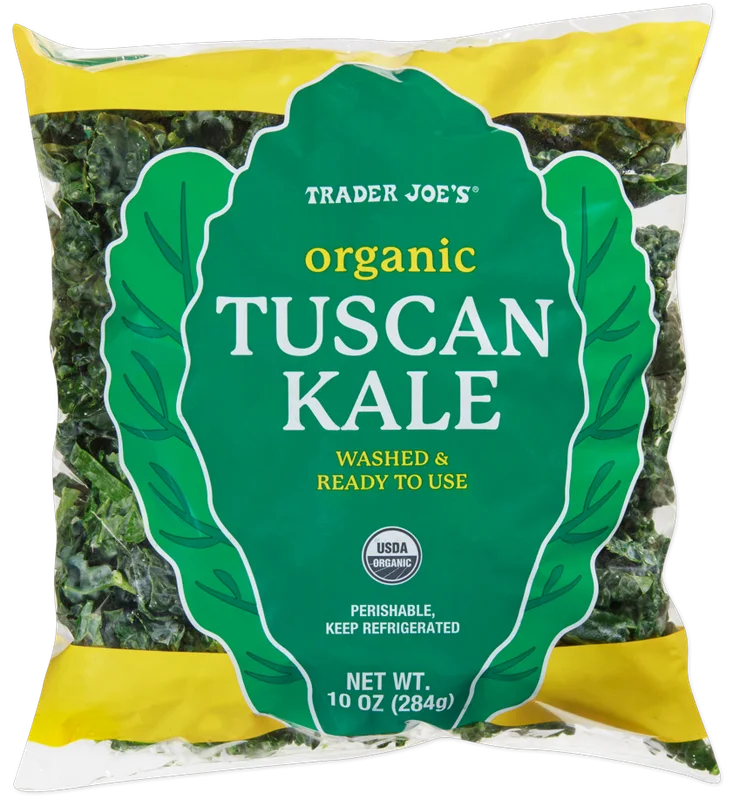 TRADER JOE'S®
organic
TUSCAN
KALE
WASHED &
READY TO USE
USDA
ORGANIC
PERISHABLE,
KEEP REFRIGERATED
NET WT.
10 OZ (284g)